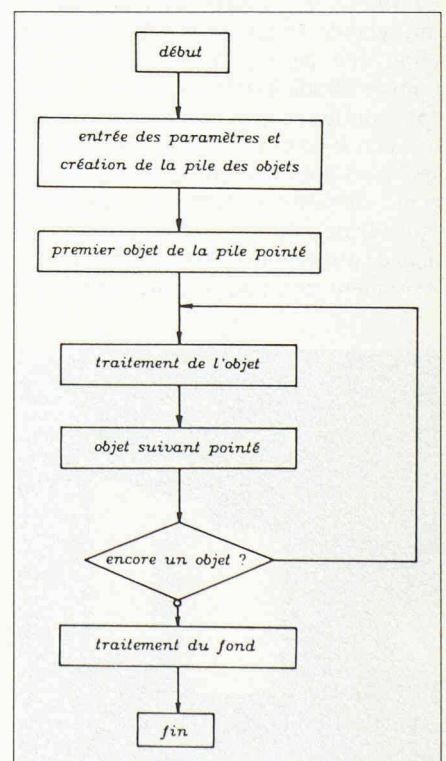 début
entrée des paramètres et
création de la pile des objets
premier objet de la pile pointé
traitement de l'objet
objet suivant pointé
encore un objet ?
traitement du fond
fin